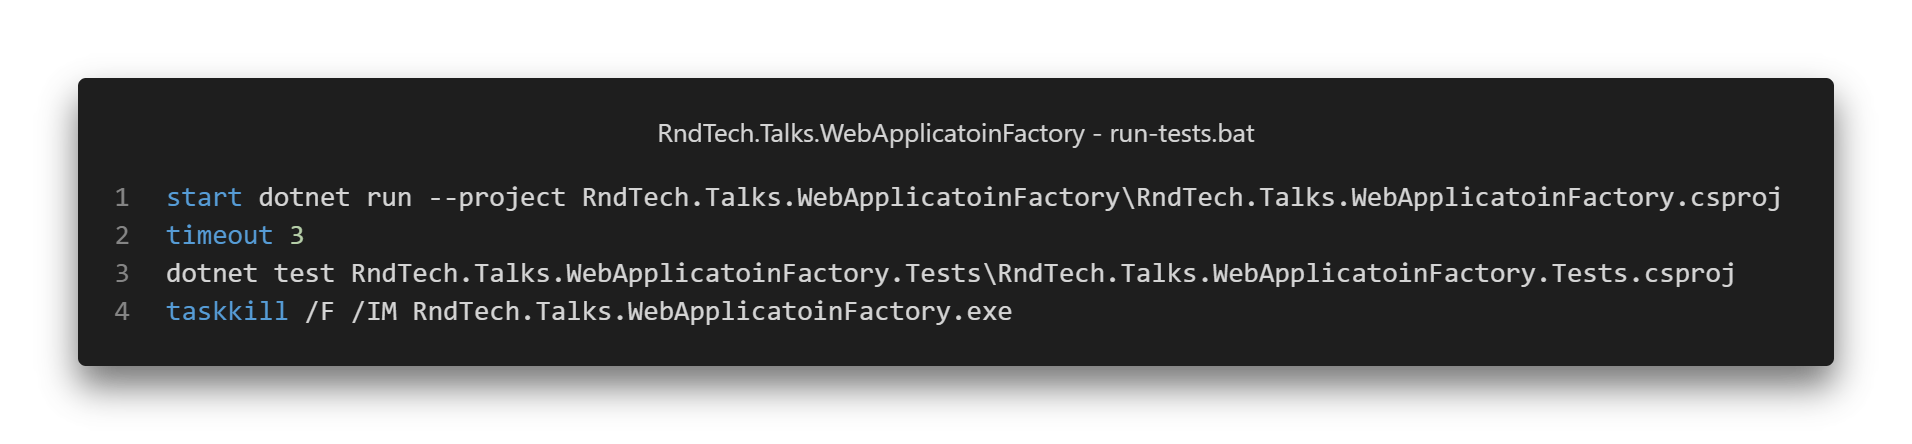 RndTech.Talks.WebApplicatoinFactory - run-tests.bat
1 start dotnet run --project RndTech.Talks.WebApplicatoinFactory\RndTech.Talks.WebApplicatoinFactory.csproj
2 timeout 3
3 dotnet test RndTech.Talks.WebApplicatoinFactory.Tests\RndTech.Talks.WebApplicatoinFactory.Tests.csproj
4 taskkill /F /IM RndTech.Talks.WebApplicatoinFactory.exe